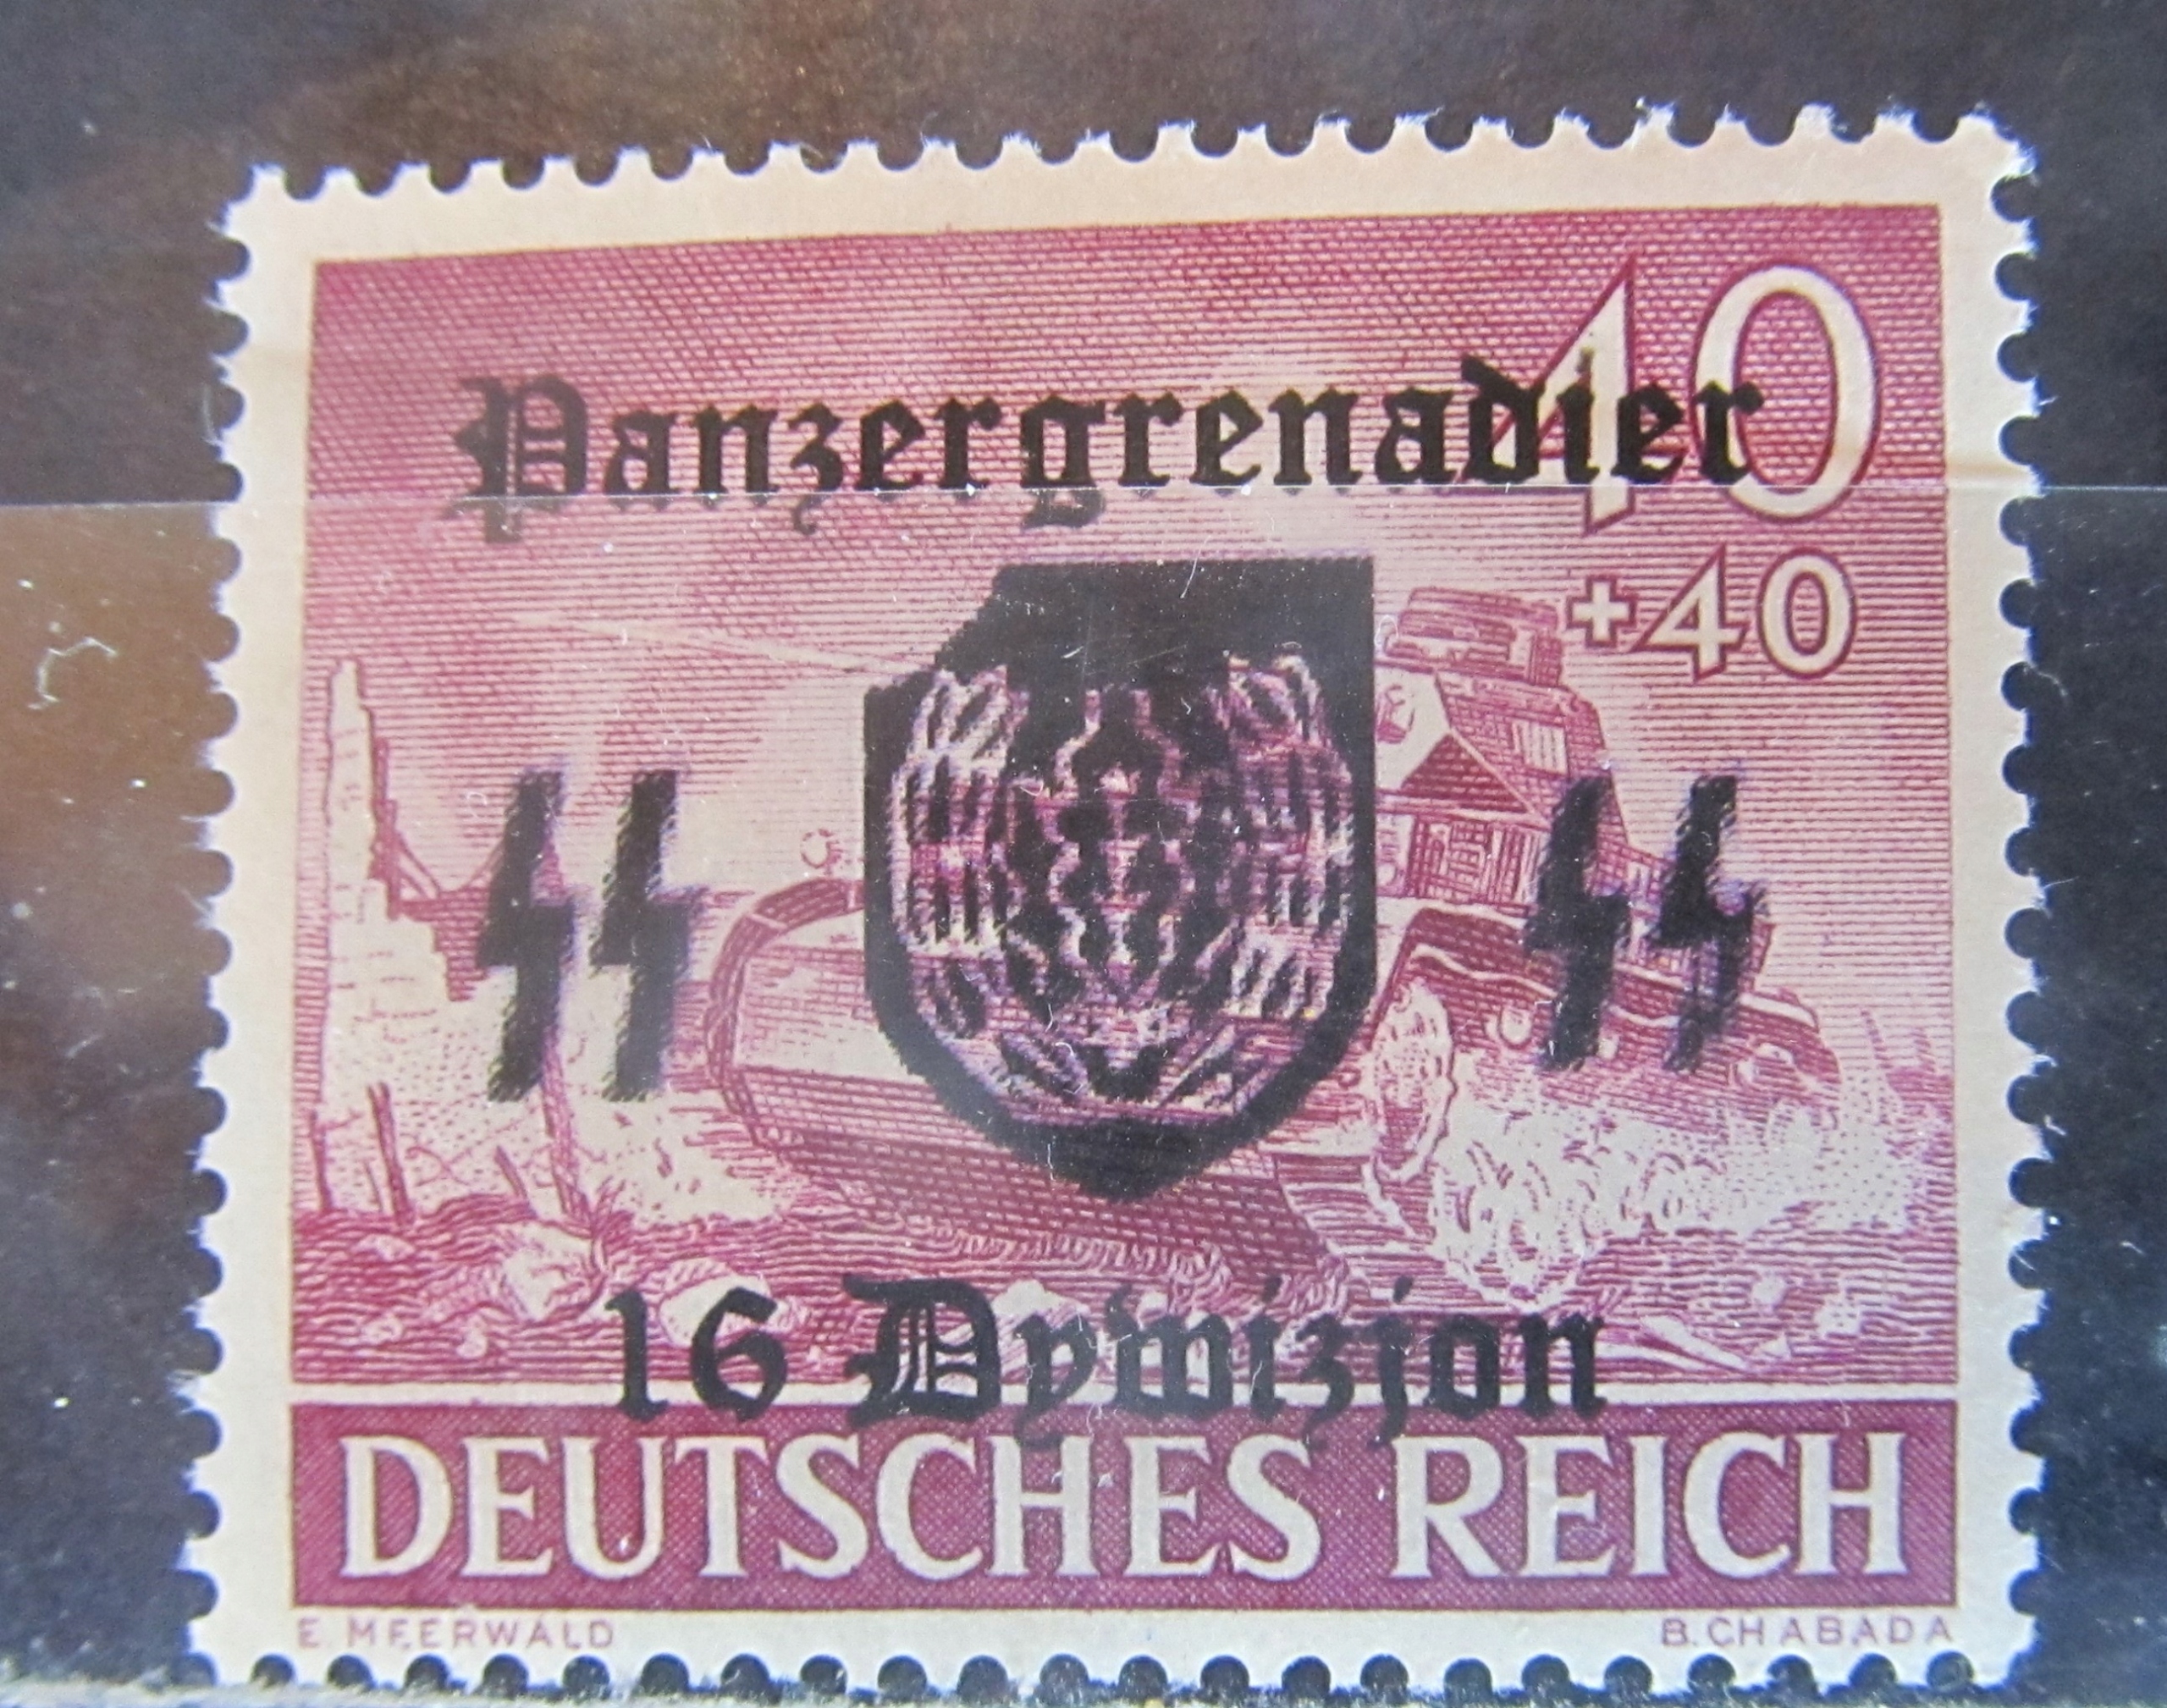 40
Panzergrenadier
+40
SS SS
16 Dywizjon
DEUTSCHES REICH
E. MEERWALD B. CHABADA